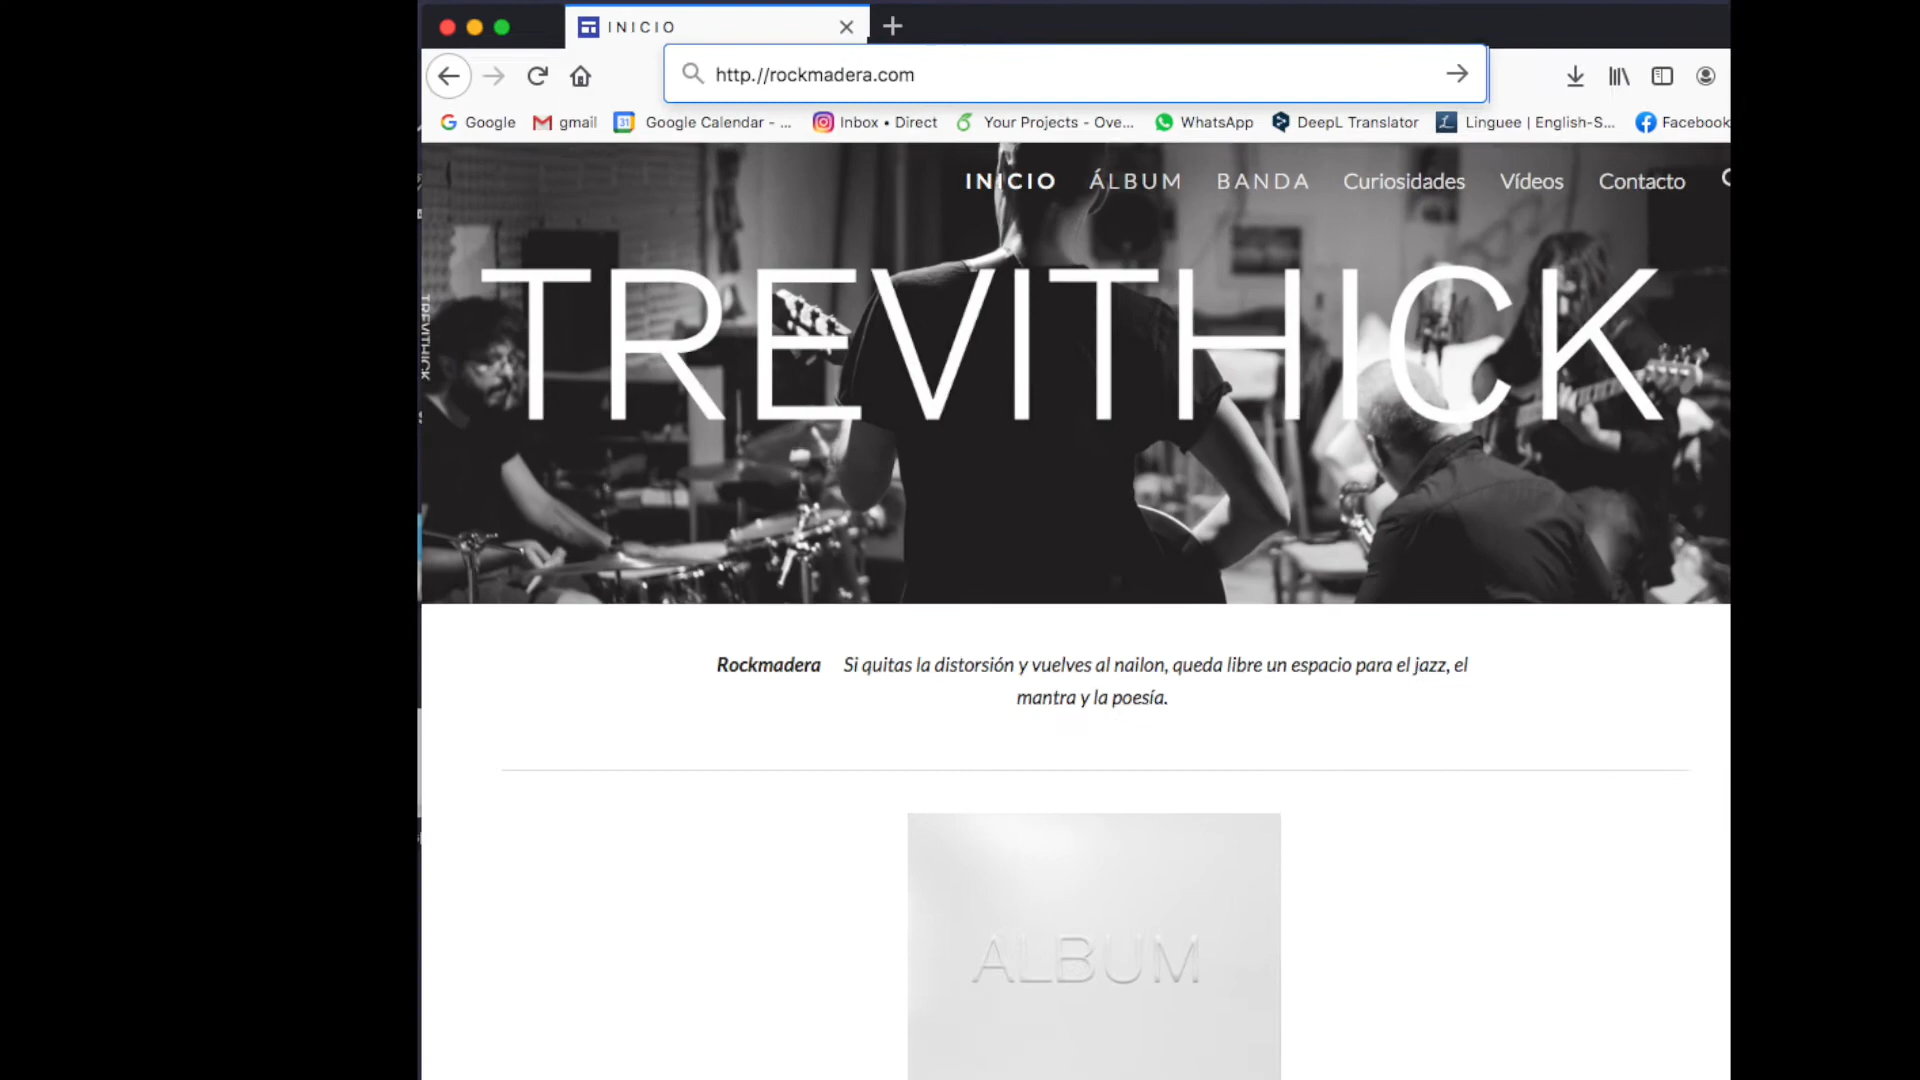 INICIO
http://rockmadera.com
Google
gmail
31
Google Calendar - ...
Inbox • Direct
Your Projects - Ove...
WhatsApp
DeepL Translator
Linguee | English-S...
Facebook
INICIO
ÁLBUM
BANDA
Curiosidades
Vídeos
Contacto
TREVITHICK
TREVITHICK
Rockmadera Si quitas la distorsión y vuelves al nailon, queda libre un espacio para el jazz, el
mantra y la poesía.
ALBUM